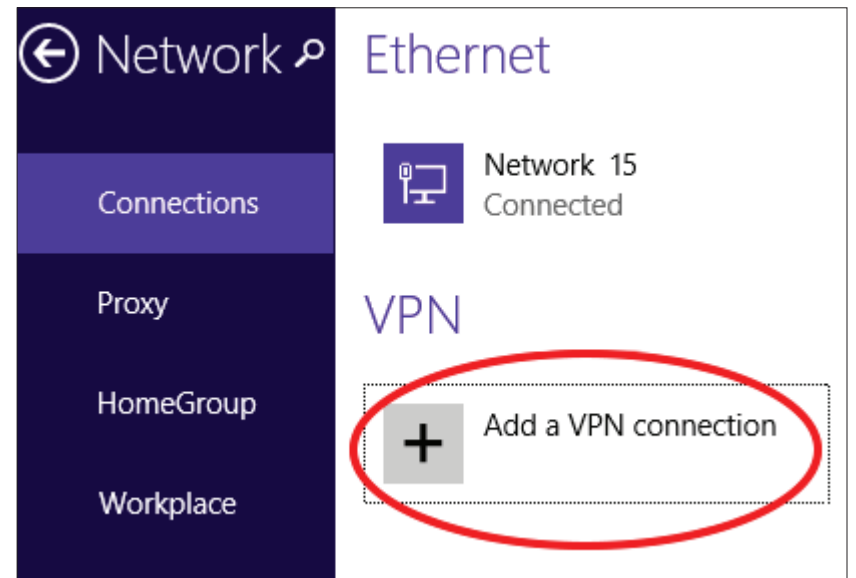 Network
Connections
Proxy
HomeGroup
Workplace
Ethernet
Network 15
Connected
VPN
Add a VPN connection